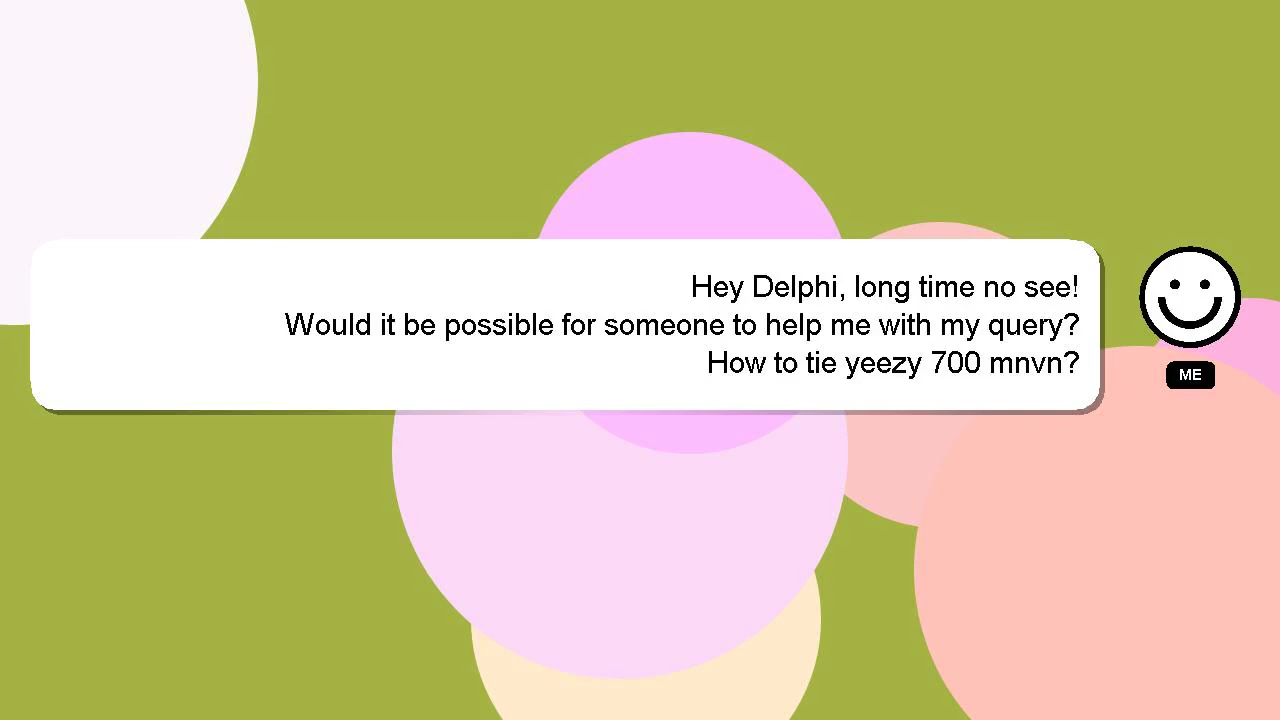 Hey Delphi, long time no see!
Would it be possible for someone to help me with my query?
How to tie yeezy 700 mnvn?
ME